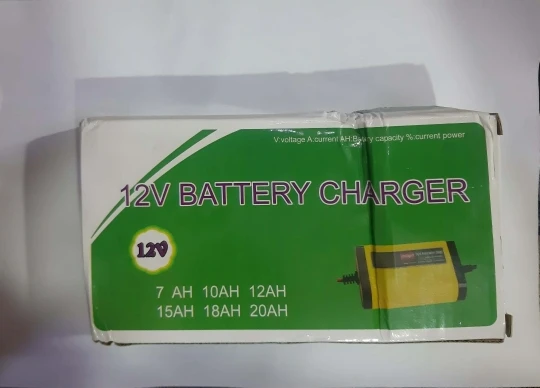 V:voltage A:current AH:Battery capacity %:current power
12V BATTERY CHARGER
12V
7 AH 10AH 12AH
15AH 18AH 20AH